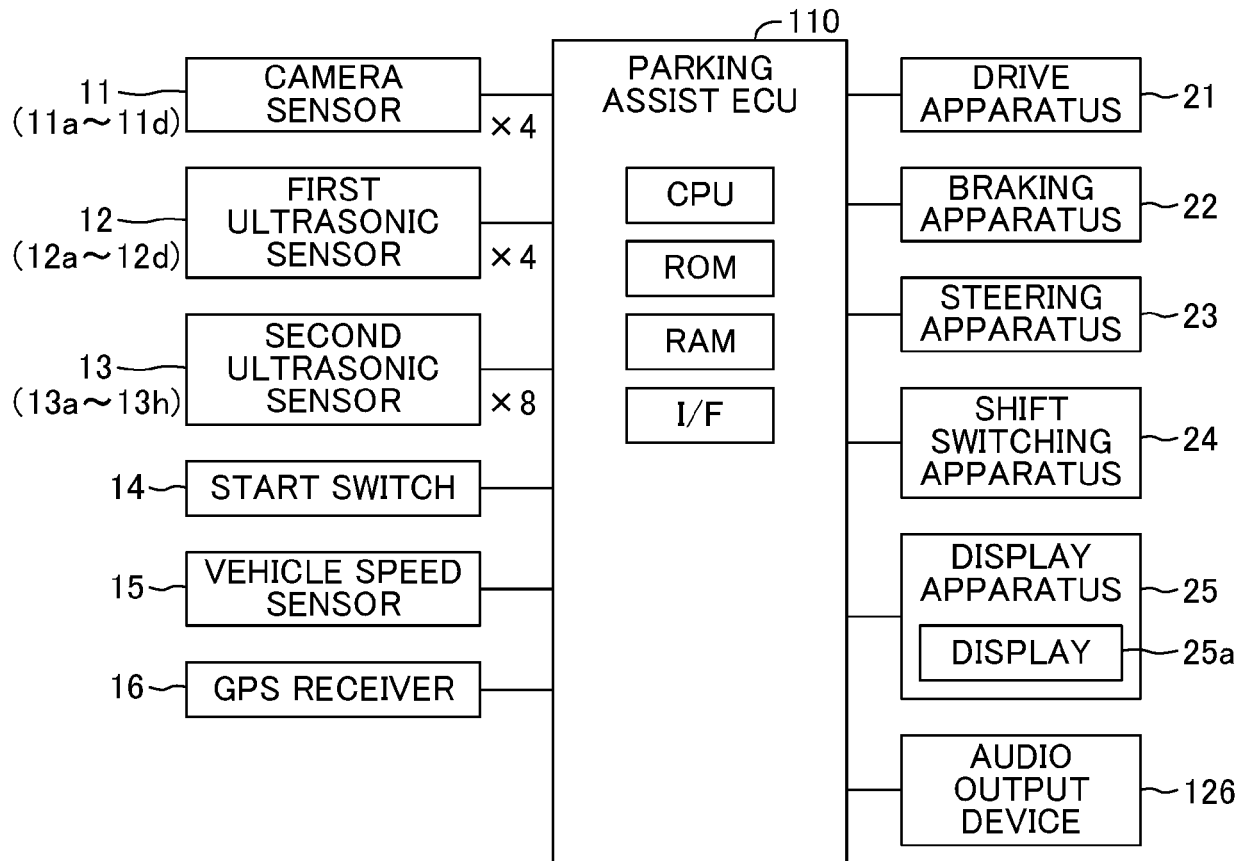 110
PARKING
ASSIST ECU
CPU
ROM
RAM
I/F
11
(11a～11d)
CAMERA
SENSOR
×4
12
(12a～12d)
FIRST
ULTRASONIC
SENSOR
×4
13
(13a～13h)
SECOND
ULTRASONIC
SENSOR
×8
14
START SWITCH
15
VEHICLE SPEED
SENSOR
16
GPS RECEIVER
DRIVE
APPARATUS
21
BRAKING
APPARATUS
22
STEERING
APPARATUS
23
SHIFT
SWITCHING
APPARATUS
24
DISPLAY
APPARATUS
25
DISPLAY
25a
AUDIO
OUTPUT
DEVICE
126